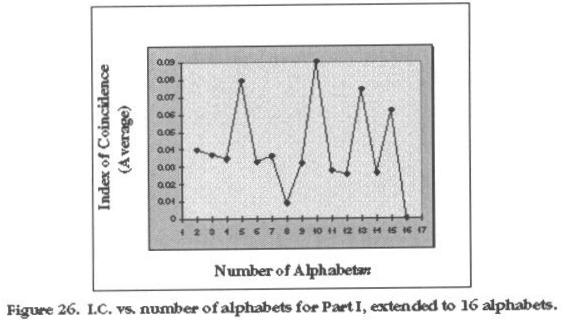 Index of Coincidence
(Average)
0.09
0.08
0.07
0.06
0.05
0.04
0.03
0.02
0.01
0
1 2 3 4 5 6 7 8 9 10 11 12 13 14 15 16 17
Number of Alphabets
Figure 26. I.C. vs. number of alphabets for Part I, extended to 16 alphabets.